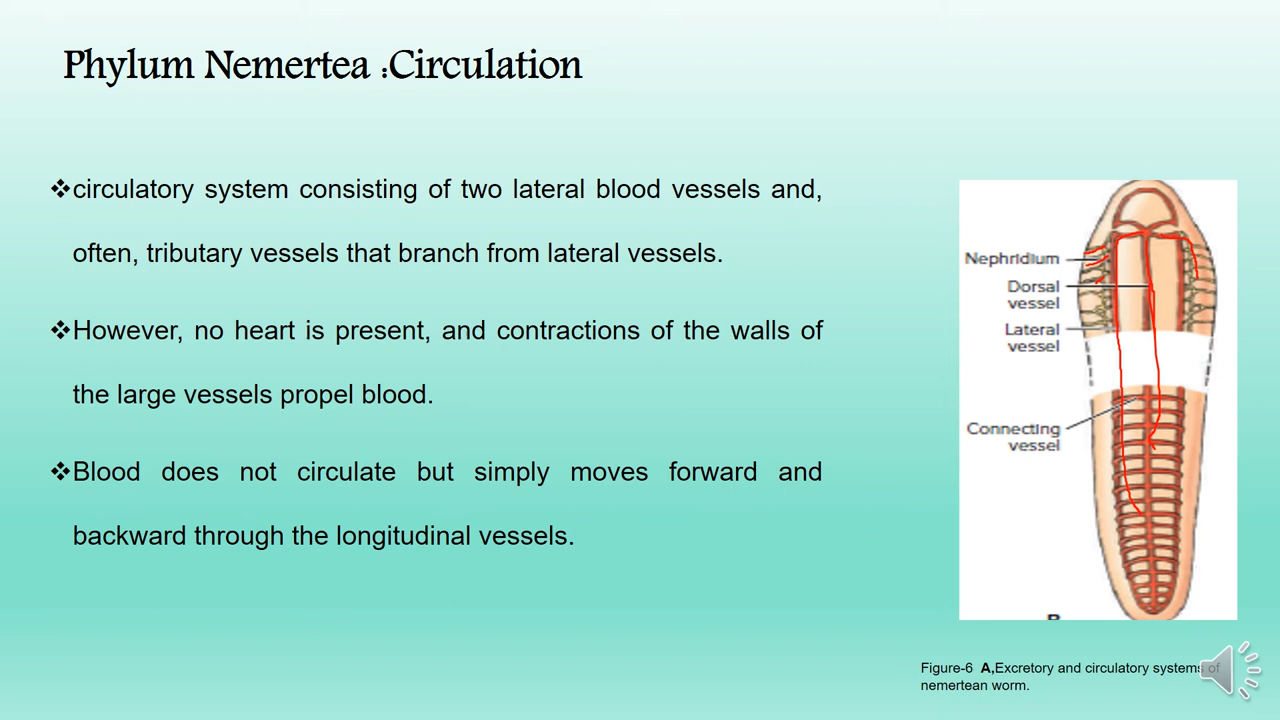 Phylum Nemertea :Circulation
❖circulatory system consisting of two lateral blood vessels and,
often, tributary vessels that branch from lateral vessels.
❖However, no heart is present, and contractions of the walls of
the large vessels propel blood.
❖Blood does not circulate but simply moves forward and
backward through the longitudinal vessels.
Nephridium
Dorsal
vessel
Lateral
vessel
Connecting
vessel
Figure-6 A,Excretory and circulatory systems of
nemertean worm.